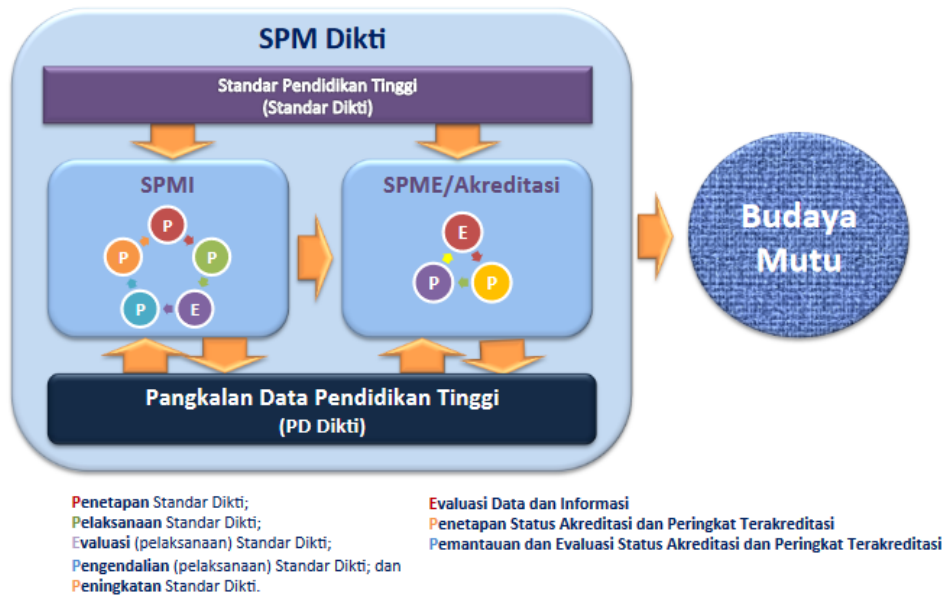 SPM Dikti
Standar Pendidikan Tinggi
(Standar Dikti)
SPMI
P
P
P
P
E
SPME/Akreditasi
E
P
P
Budaya
Mutu
Pangkalan Data Pendidikan Tinggi
(PD Dikti)
Penetapan Standar Dikti;
Pelaksanaan Standar Dikti;
Evaluasi (pelaksanaan) Standar Dikti;
Pengendalian (pelaksanaan) Standar Dikti; dan
Peningkatan Standar Dikti.
Evaluasi Data dan Informasi
Penetapan Status Akreditasi dan Peringkat Terakreditasi
Pemantauan dan Evaluasi Status Akreditasi dan Peringkat Terakreditasi